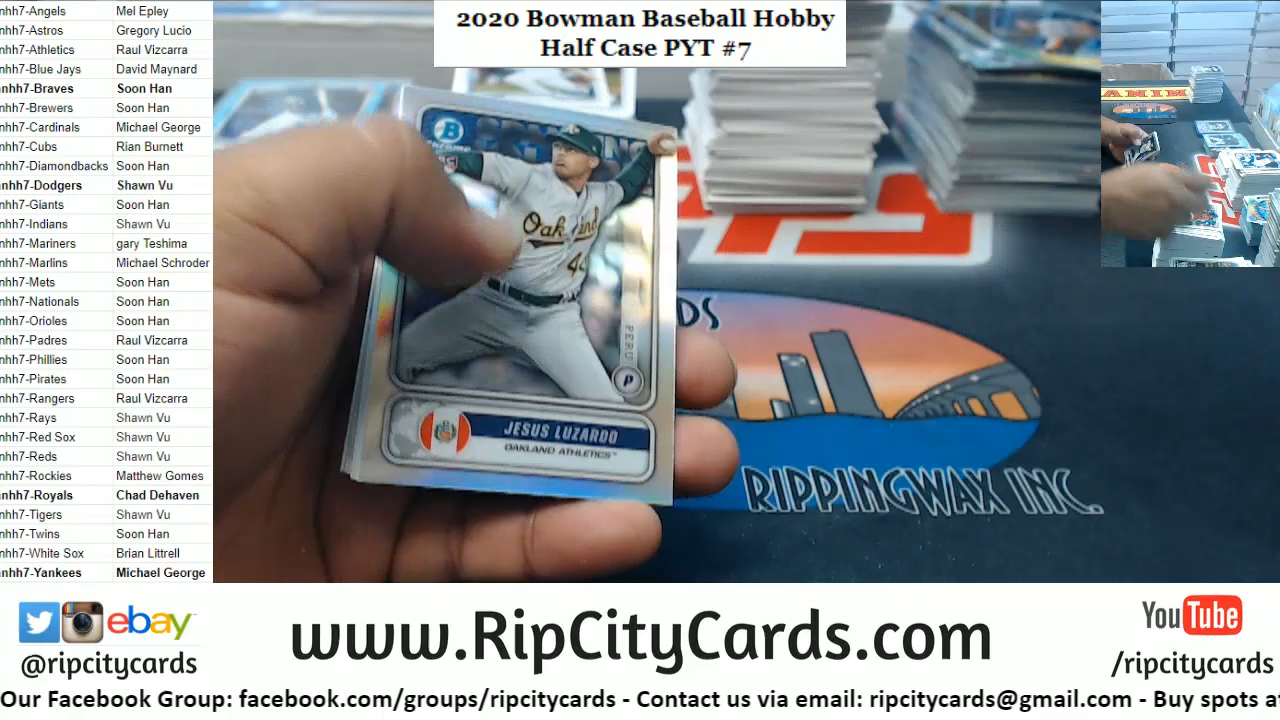 nhh7-Angels Mel Epley
nhh7-Astros Gregory Lucio
nhh7-Athletics Raul Vizcarra
nhh7-Blue Jays David Maynard
nhh7-Braves Soon Han
nhh7-Brewers Soon Han
nhh7-Cardinals Michael George
nhh7-Cubs Rian Burnett
nhh7-Diamondbacks Soon Han
nhh7-Dodgers Shawn Vu
nhh7-Giants Soon Han
nhh7-Indians Shawn Vu
nhh7-Mariners gary Teshima
nhh7-Marlins Michael Schroder
nhh7-Mets Soon Han
nhh7-Nationals Soon Han
nhh7-Orioles Soon Han
nhh7-Padres Raul Vizcarra
nhh7-Phillies Soon Han
nhh7-Pirates Soon Han
nhh7-Rangers Raul Vizcarra
nhh7-Rays Shawn Vu
nhh7-Red Sox Shawn Vu
nhh7-Reds Shawn Vu
nhh7-Rockies Matthew Gomes
nhh7-Royals Chad Dehaven
nhh7-Tigers Shawn Vu
nhh7-Twins Soon Han
nhh7-White Sox Brian Littrell
nhh7-Yankees Michael George
2020 Bowman Baseball Hobby
Half Case PYT #7
B
Oakland
44
PERU
P
JESUS LUZARDO
OAKLAND ATHLETICS™
DS
RIPPINGWAX INC.
ebay
@ripcitycards
www.RipCityCards.com
YouTube
/ripcitycards
Our Facebook Group: facebook.com/groups/ripcitycards - Contact us via email: ripcitycards@gmail.com - Buy spots at